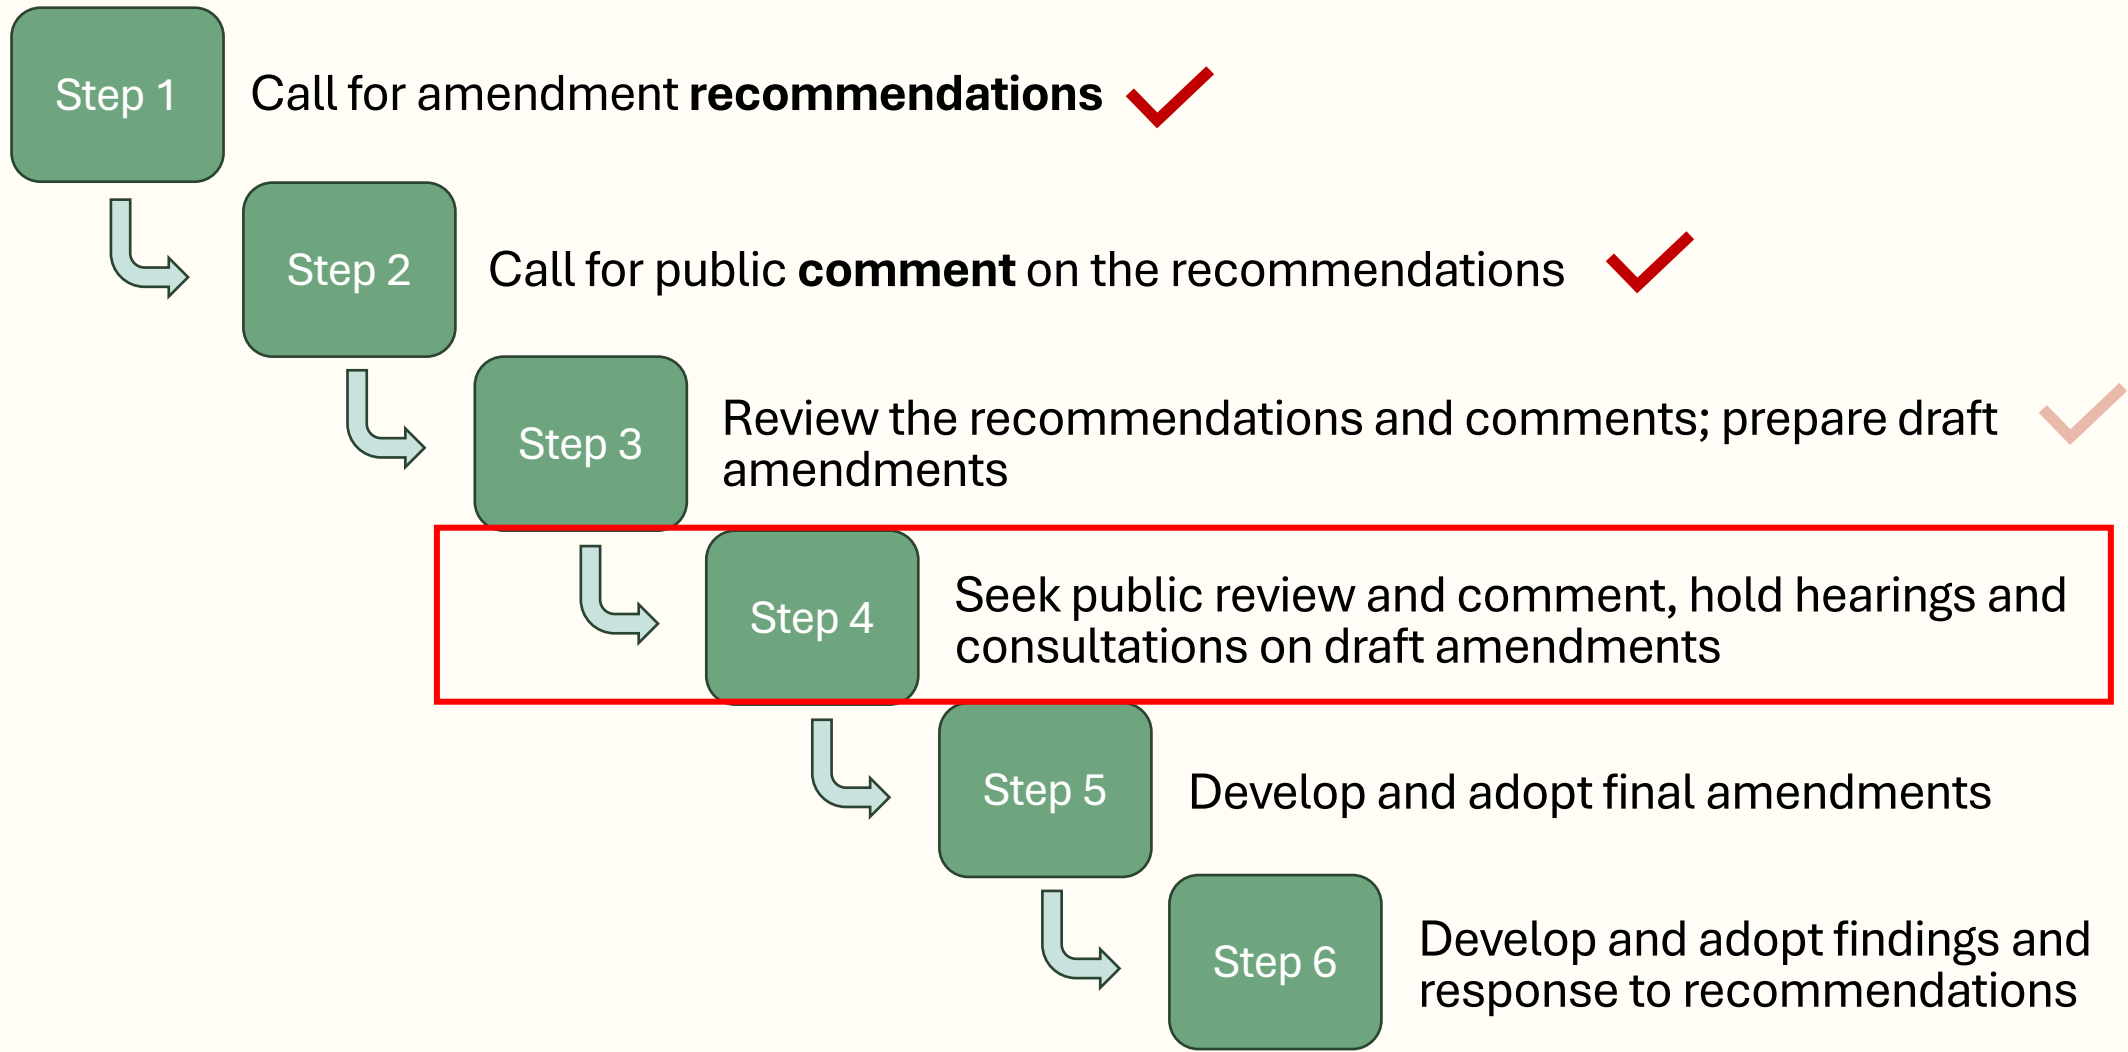 Step 1
Call for amendment recommendations
Step 2
Call for public comment on the recommendations
Step 3
Review the recommendations and comments; prepare draft
amendments
Step 4
Seek public review and comment, hold hearings and
consultations on draft amendments
Step 5
Develop and adopt final amendments
Step 6
Develop and adopt findings and
response to recommendations